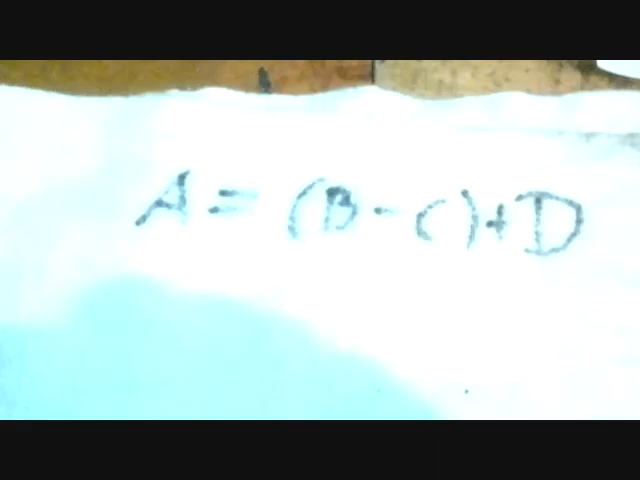 A = (B - C) + D